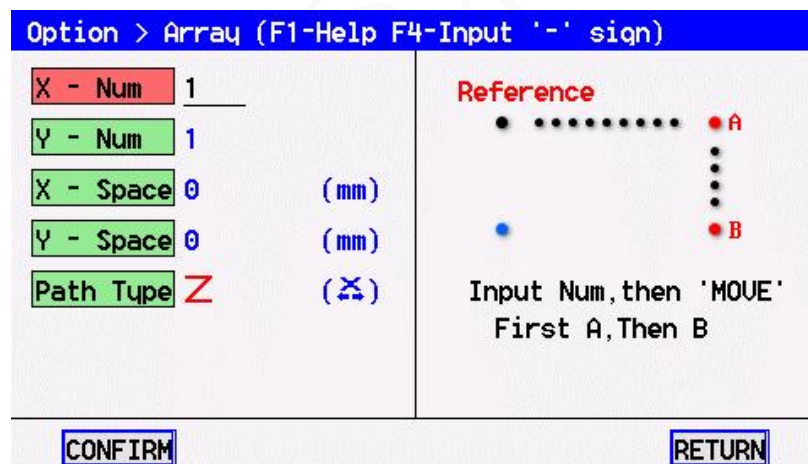 Option > Array (F1-Help F4-Input '-' sign)
X - Num 1
Y - Num 1
X - Space 0 (mm)
Y - Space 0 (mm)
Path Type Z
Reference
A
B
Input Num,then 'MOVE'
First A,Then B
CONFIRM
RETURN